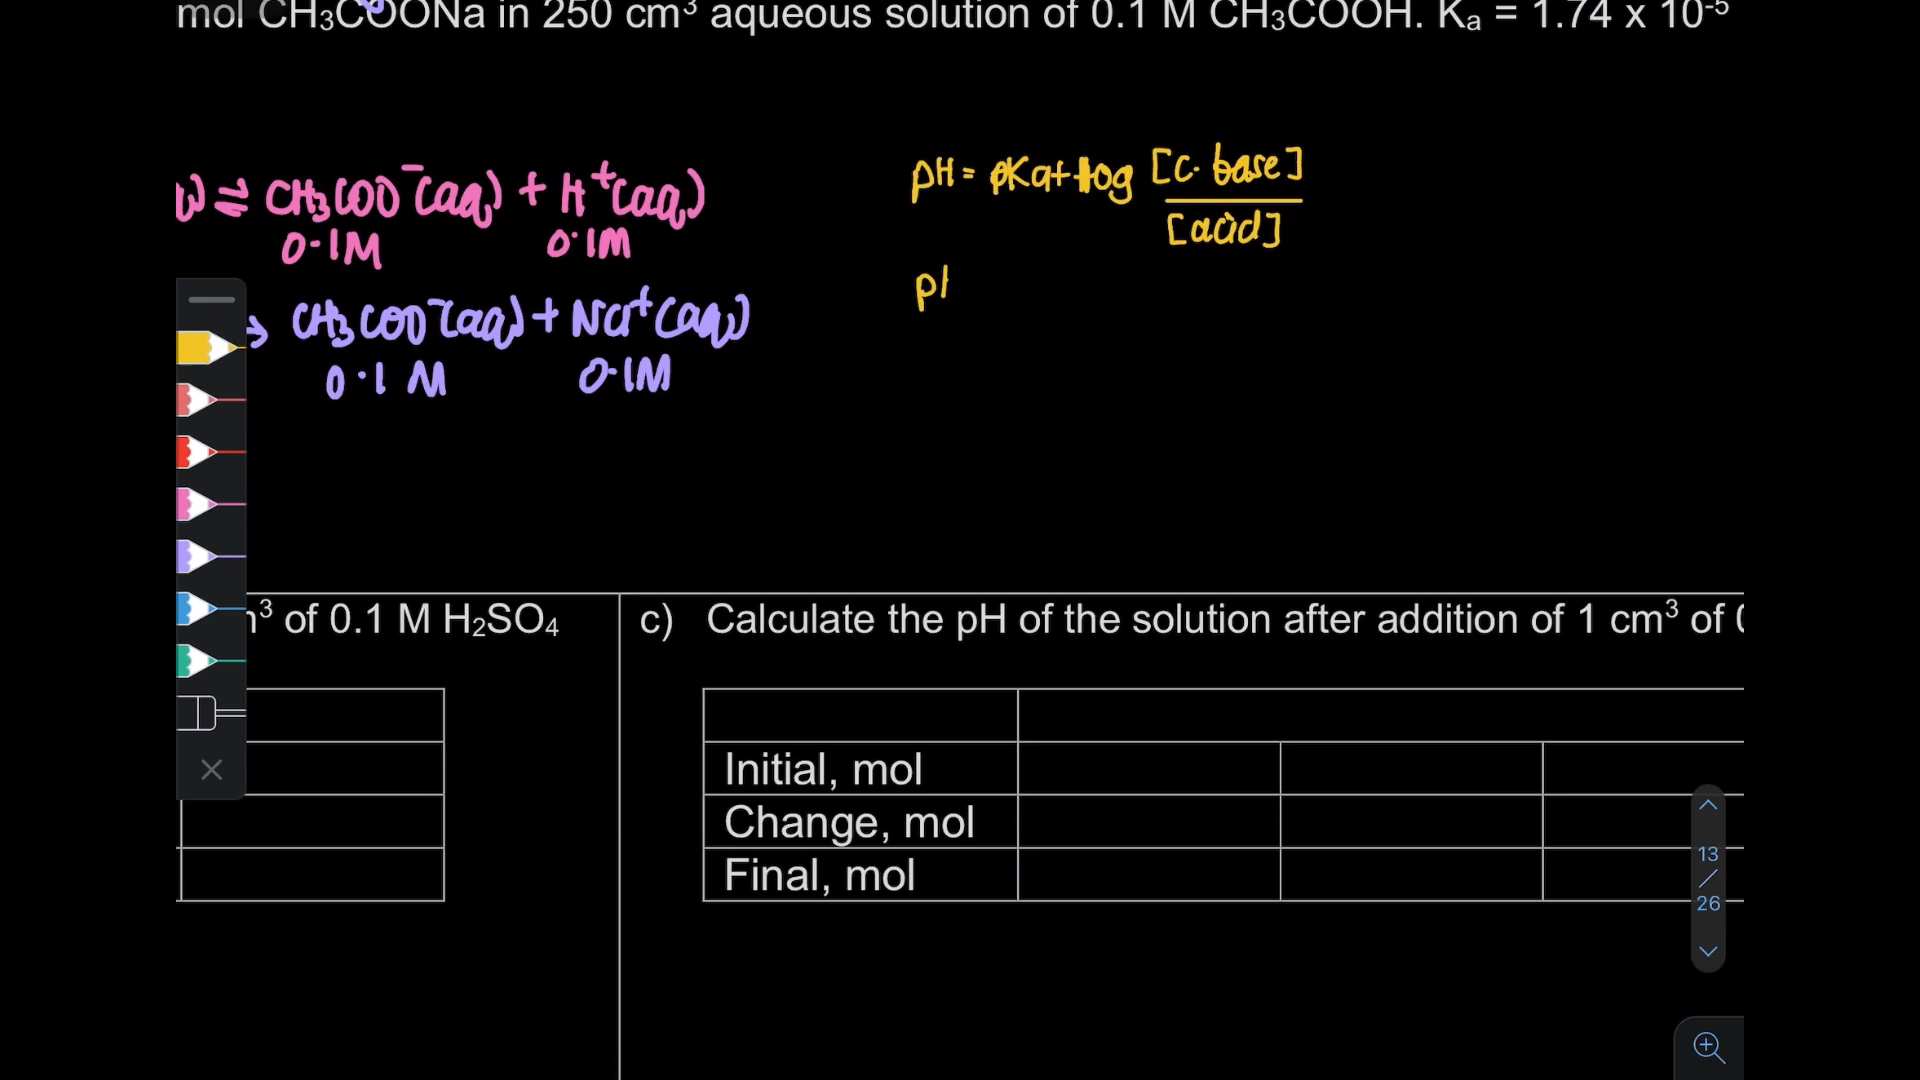 mol CH₃COONa in 250 cm³ aqueous solution of 0.1 M CH₃COOH. Kₐ = 1.74 x 10⁻⁵
⇌ CH₃COO⁻(aq) + H⁺(aq)
0.1M 0.1M
pH = pKa + log [c. base] / [acid]
→ CH₃COO⁻(aq) + Na⁺(aq)
0.1 M 0.1M
³ of 0.1 M H₂SO₄
c) Calculate the pH of the solution after addition of 1 cm³ of
Initial, mol
Change, mol
Final, mol
13
/
26